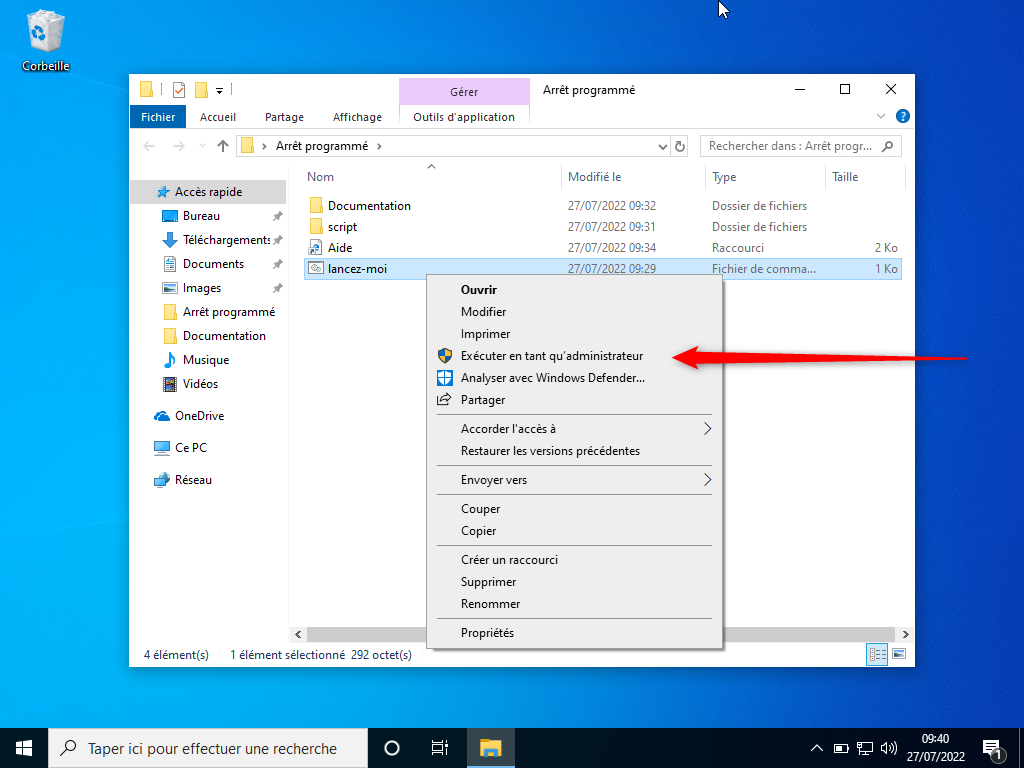 Corbeille
Gérer
Arrêt programmé
Fichier
Accueil
Partage
Affichage
Outils d'application
?
Arrêt programmé
Rechercher dans : Arrêt progr...
Nom
Modifié le
Type
Taille
Accès rapide
Bureau
Téléchargements
Documents
Images
Arrêt programmé
Documentation
Musique
Vidéos
OneDrive
Ce PC
Réseau
Documentation 27/07/2022 09:32 Dossier de fichiers
script 27/07/2022 09:31 Dossier de fichiers
Aide 27/07/2022 09:34 Raccourci 2 Ko
lancez-moi 27/07/2022 09:29 Fichier de comma... 1 Ko
Ouvrir
Modifier
Imprimer
Exécuter en tant qu'administrateur
Analyser avec Windows Defender...
Partager
Accorder l'accès à
Restaurer les versions précédentes
Envoyer vers
Couper
Copier
Créer un raccourci
Supprimer
Renommer
Propriétés
4 élément(s) 1 élément sélectionné 292 octet(s)
Taper ici pour effectuer une recherche
09:40
27/07/2022
1